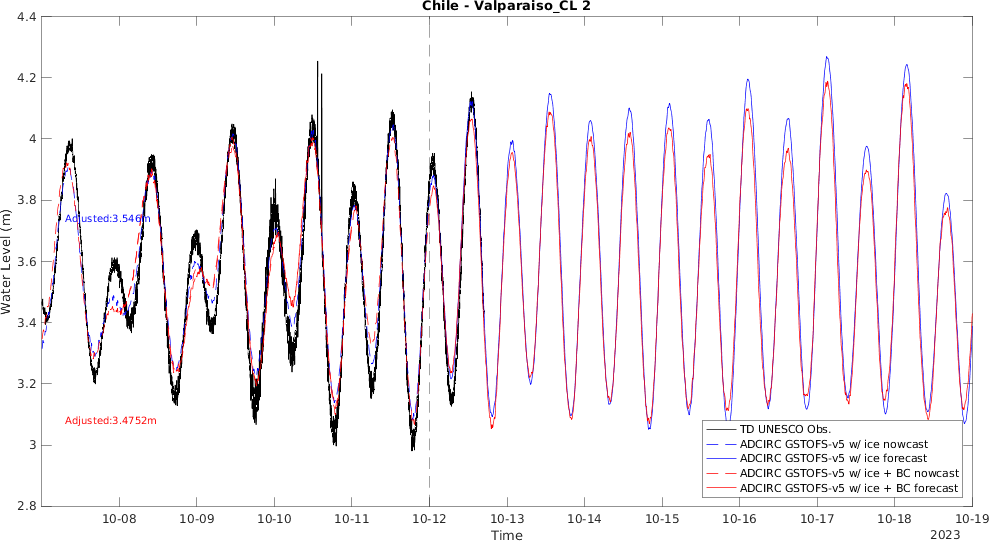 Chile - Valparaiso_CL 2
4.4
4.2
4
3.8
3.6
3.4
3.2
3
2.8
Water Level (m)
Adjusted:3.546m
Adjusted:3.4752m
TD UNESCO Obs.
ADCIRC GSTOFS-v5 w/ ice nowcast
ADCIRC GSTOFS-v5 w/ ice forecast
ADCIRC GSTOFS-v5 w/ ice + BC nowcast
ADCIRC GSTOFS-v5 w/ ice + BC forecast
10-08 10-09 10-10 10-11 10-12 10-13 10-14 10-15 10-16 10-17 10-18 10-19
Time
2023